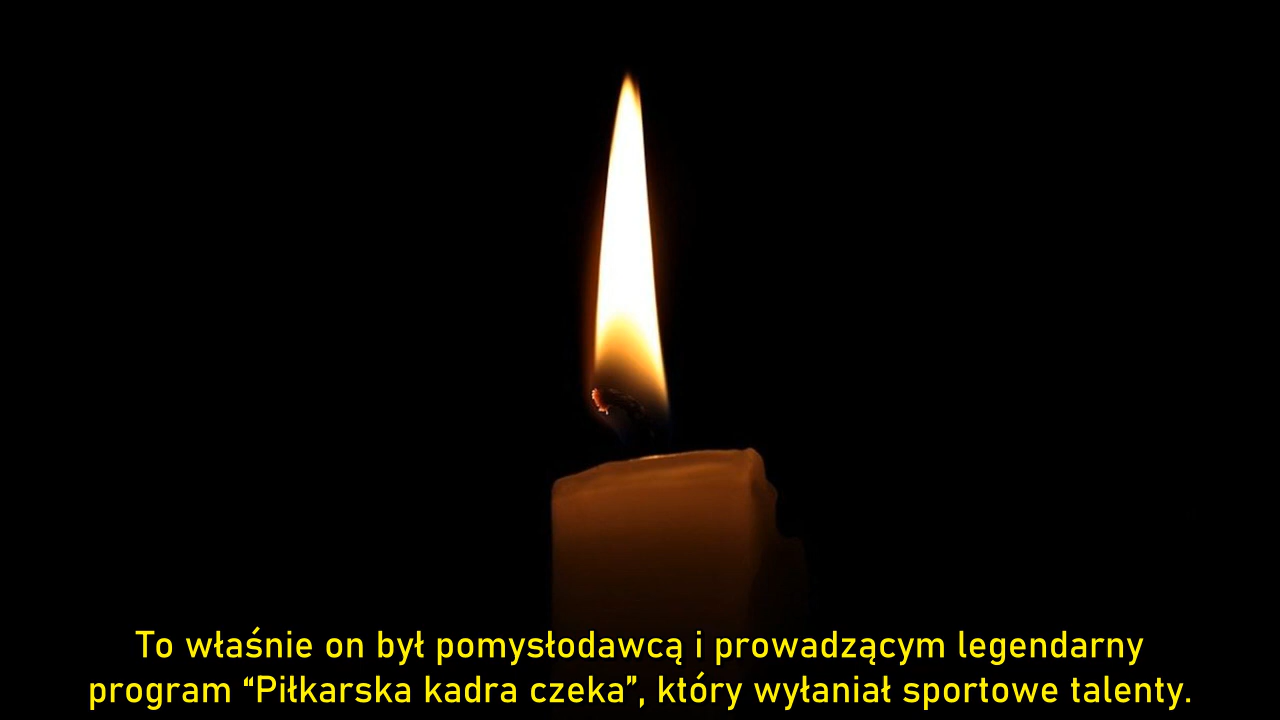 To właśnie on był pomysłodawcą i prowadzącym legendarny
program “Piłkarska kadra czeka”, który wyłaniał sportowe talenty.